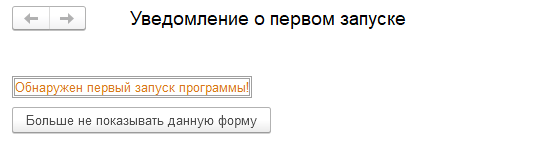 Уведомление о первом запуске
Обнаружен первый запуск программы!
Больше не показывать данную форму